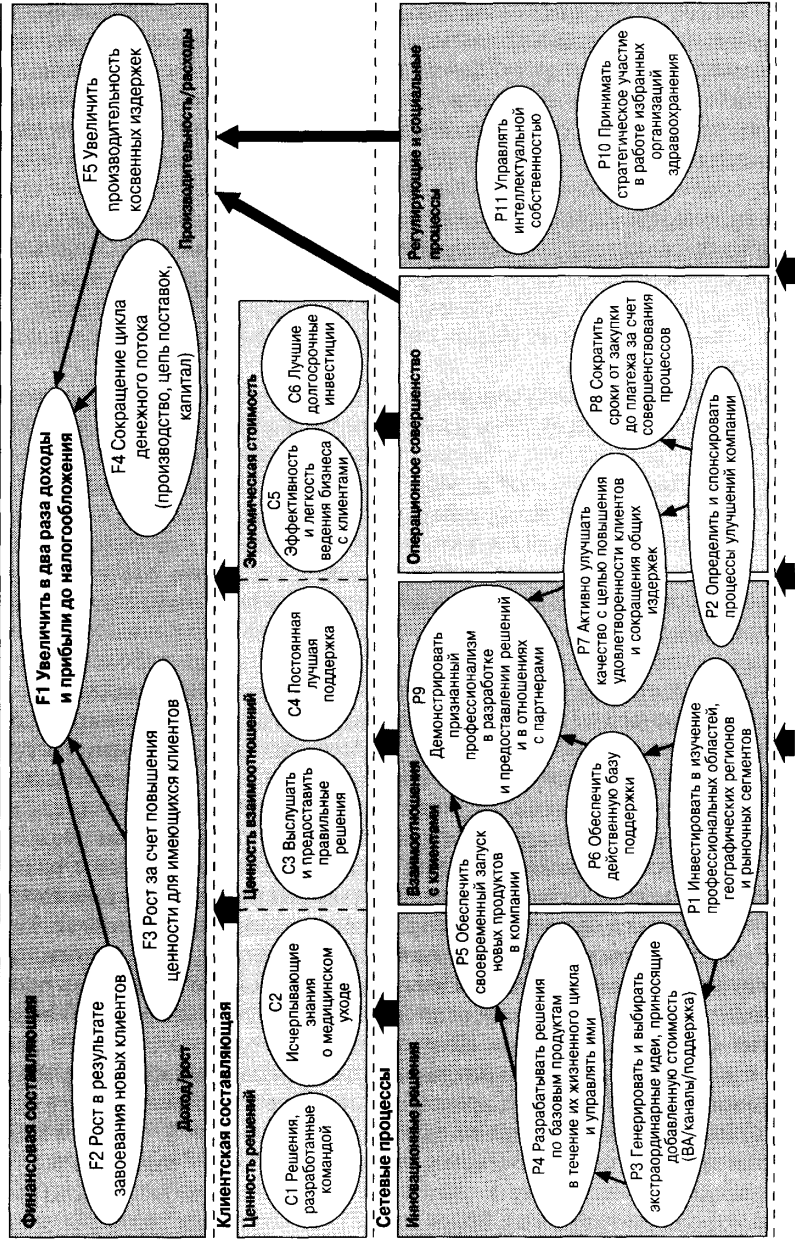 Финансовая составляющая
F2 Рост в результате
завоевания новых клиентов
F3 Рост за счет повышения
ценности для имеющихся клиентов
Доход/рост
F1 Увеличить в два раза доходы
и прибыли до налогообложения
F4 Сокращение цикла
денежного потока
(производство, цепь поставок,
капитал)
F5 Увеличить
производительность
косвенных издержек
Производительность/расходы
Клиентская составляющая
Ценность решений
C1 Решения,
разработанные
командой
C2
Исчерпывающие
знания
о медицинском
уходе
Ценность взаимоотношений
C3 Выслушать
и предоставить
правильные
решения
C4 Постоянная
лучшая
поддержка
Экономическая стоимость
C5
Эффективность
и легкость
ведения бизнеса
с клиентами
C6 Лучшие
долгосрочные
инвестиции
Сетевые процессы
Инновационные решения
P5 Обеспечить
своевременный запуск
новых продуктов
в компании
P4 Разрабатывать решения
по базовым продуктам
в течение их жизненного цикла
и управлять ими
P3 Генерировать и выбирать
экстраординарные идеи, приносящие
добавленную стоимость
(BA/каналы/поддержка)
Взаимоотношения
с клиентами
P9
Демонстрировать
признанный
профессионализм
в разработке
и предоставлении решений
и в отношениях
с партнерами
P6 Обеспечить
действенную базу
поддержки
P1 Инвестировать в изучение
профессиональных областей,
географических регионов
и рыночных сегментов
Операционное совершенство
P7 Активно улучшать
качество с целью повышения
удовлетворенности клиентов
и сокращения общих
издержек
P8 Сократить
сроки от закупки
до платежа за счет
совершенствования
процессов
P2 Определить и спонсировать
процессы улучшений компании
Регулирующие и социальные
процессы
P11 Управлять
интеллектуальной
собственностью
P10 Принимать
стратегическое участие
в работе избранных
организаций
здравоохранения